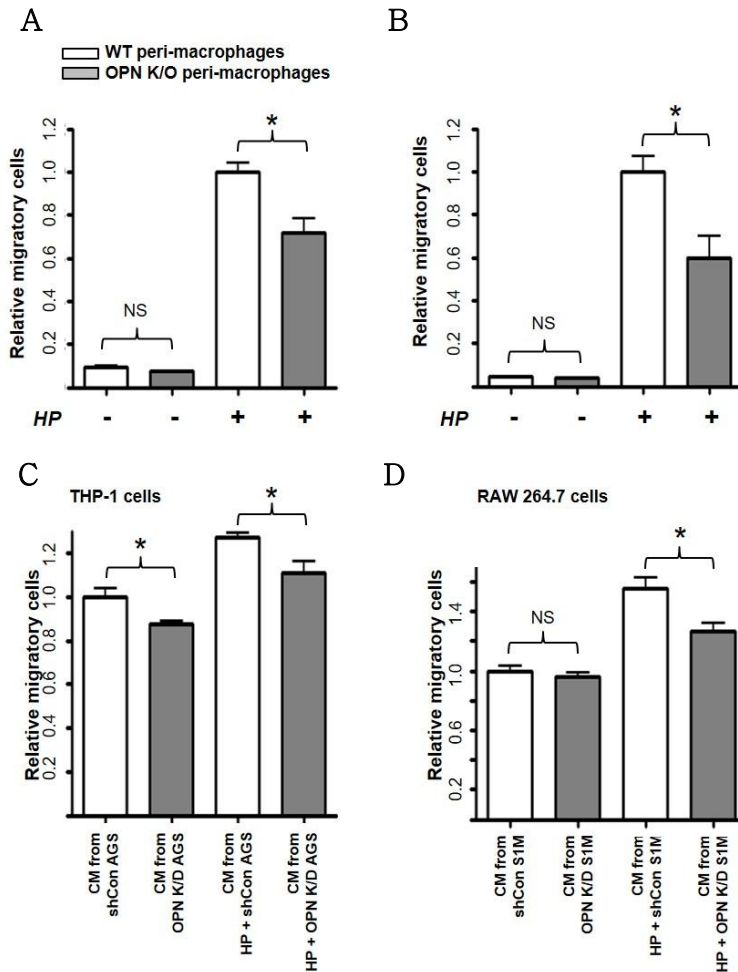 A
B
WT peri-macrophages
OPN K/O peri-macrophages
Relative migratory cells
1.2
1.0
0.8
0.6
0.4
0.2
NS
*
HP - - + +
Relative migratory cells
1.2
1.0
0.8
0.6
0.4
0.2
NS
*
HP - - + +
C
D
THP-1 cells
Relative migratory cells
1.2
1.0
0.8
0.6
0.4
0.2
*
*
CM from
shCon AGS
CM from
OPN K/D AGS
CM from
HP + shCon AGS
CM from
HP + OPN K/D AGS
RAW 264.7 cells
Relative migratory cells
1.4
1.0
0.6
0.2
NS
*
CM from
shCon S1M
CM from
OPN K/D S1M
CM from
HP + shCon S1M
CM from
HP + OPN K/D S1M